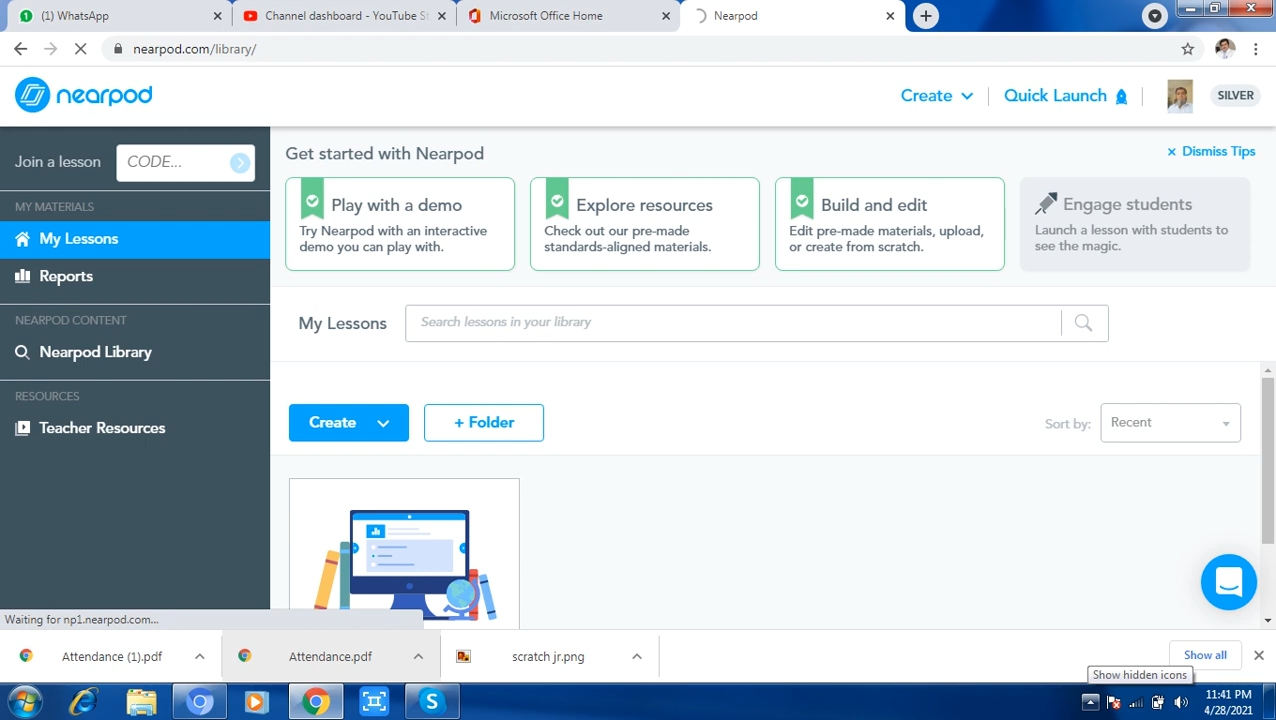 (1) WhatsApp
Channel dashboard - YouTube St
Microsoft Office Home
Nearpod
nearpod.com/library/
nearpod
Create
Quick Launch
SILVER
Join a lesson
CODE...
Get started with Nearpod
Dismiss Tips
Play with a demo
Try Nearpod with an interactive
demo you can play with.
Explore resources
Check out our pre-made
standards-aligned materials.
Build and edit
Edit pre-made materials, upload,
or create from scratch.
Engage students
Launch a lesson with students to
see the magic.
MY MATERIALS
My Lessons
Reports
NEARPOD CONTENT
Nearpod Library
RESOURCES
Teacher Resources
My Lessons
Search lessons in your library
Create
+ Folder
Sort by:
Recent
Waiting for np1.nearpod.com...
Attendance (1).pdf
Attendance.pdf
scratch jr.png
Show all
Show hidden icons
11:41 PM
4/28/2021